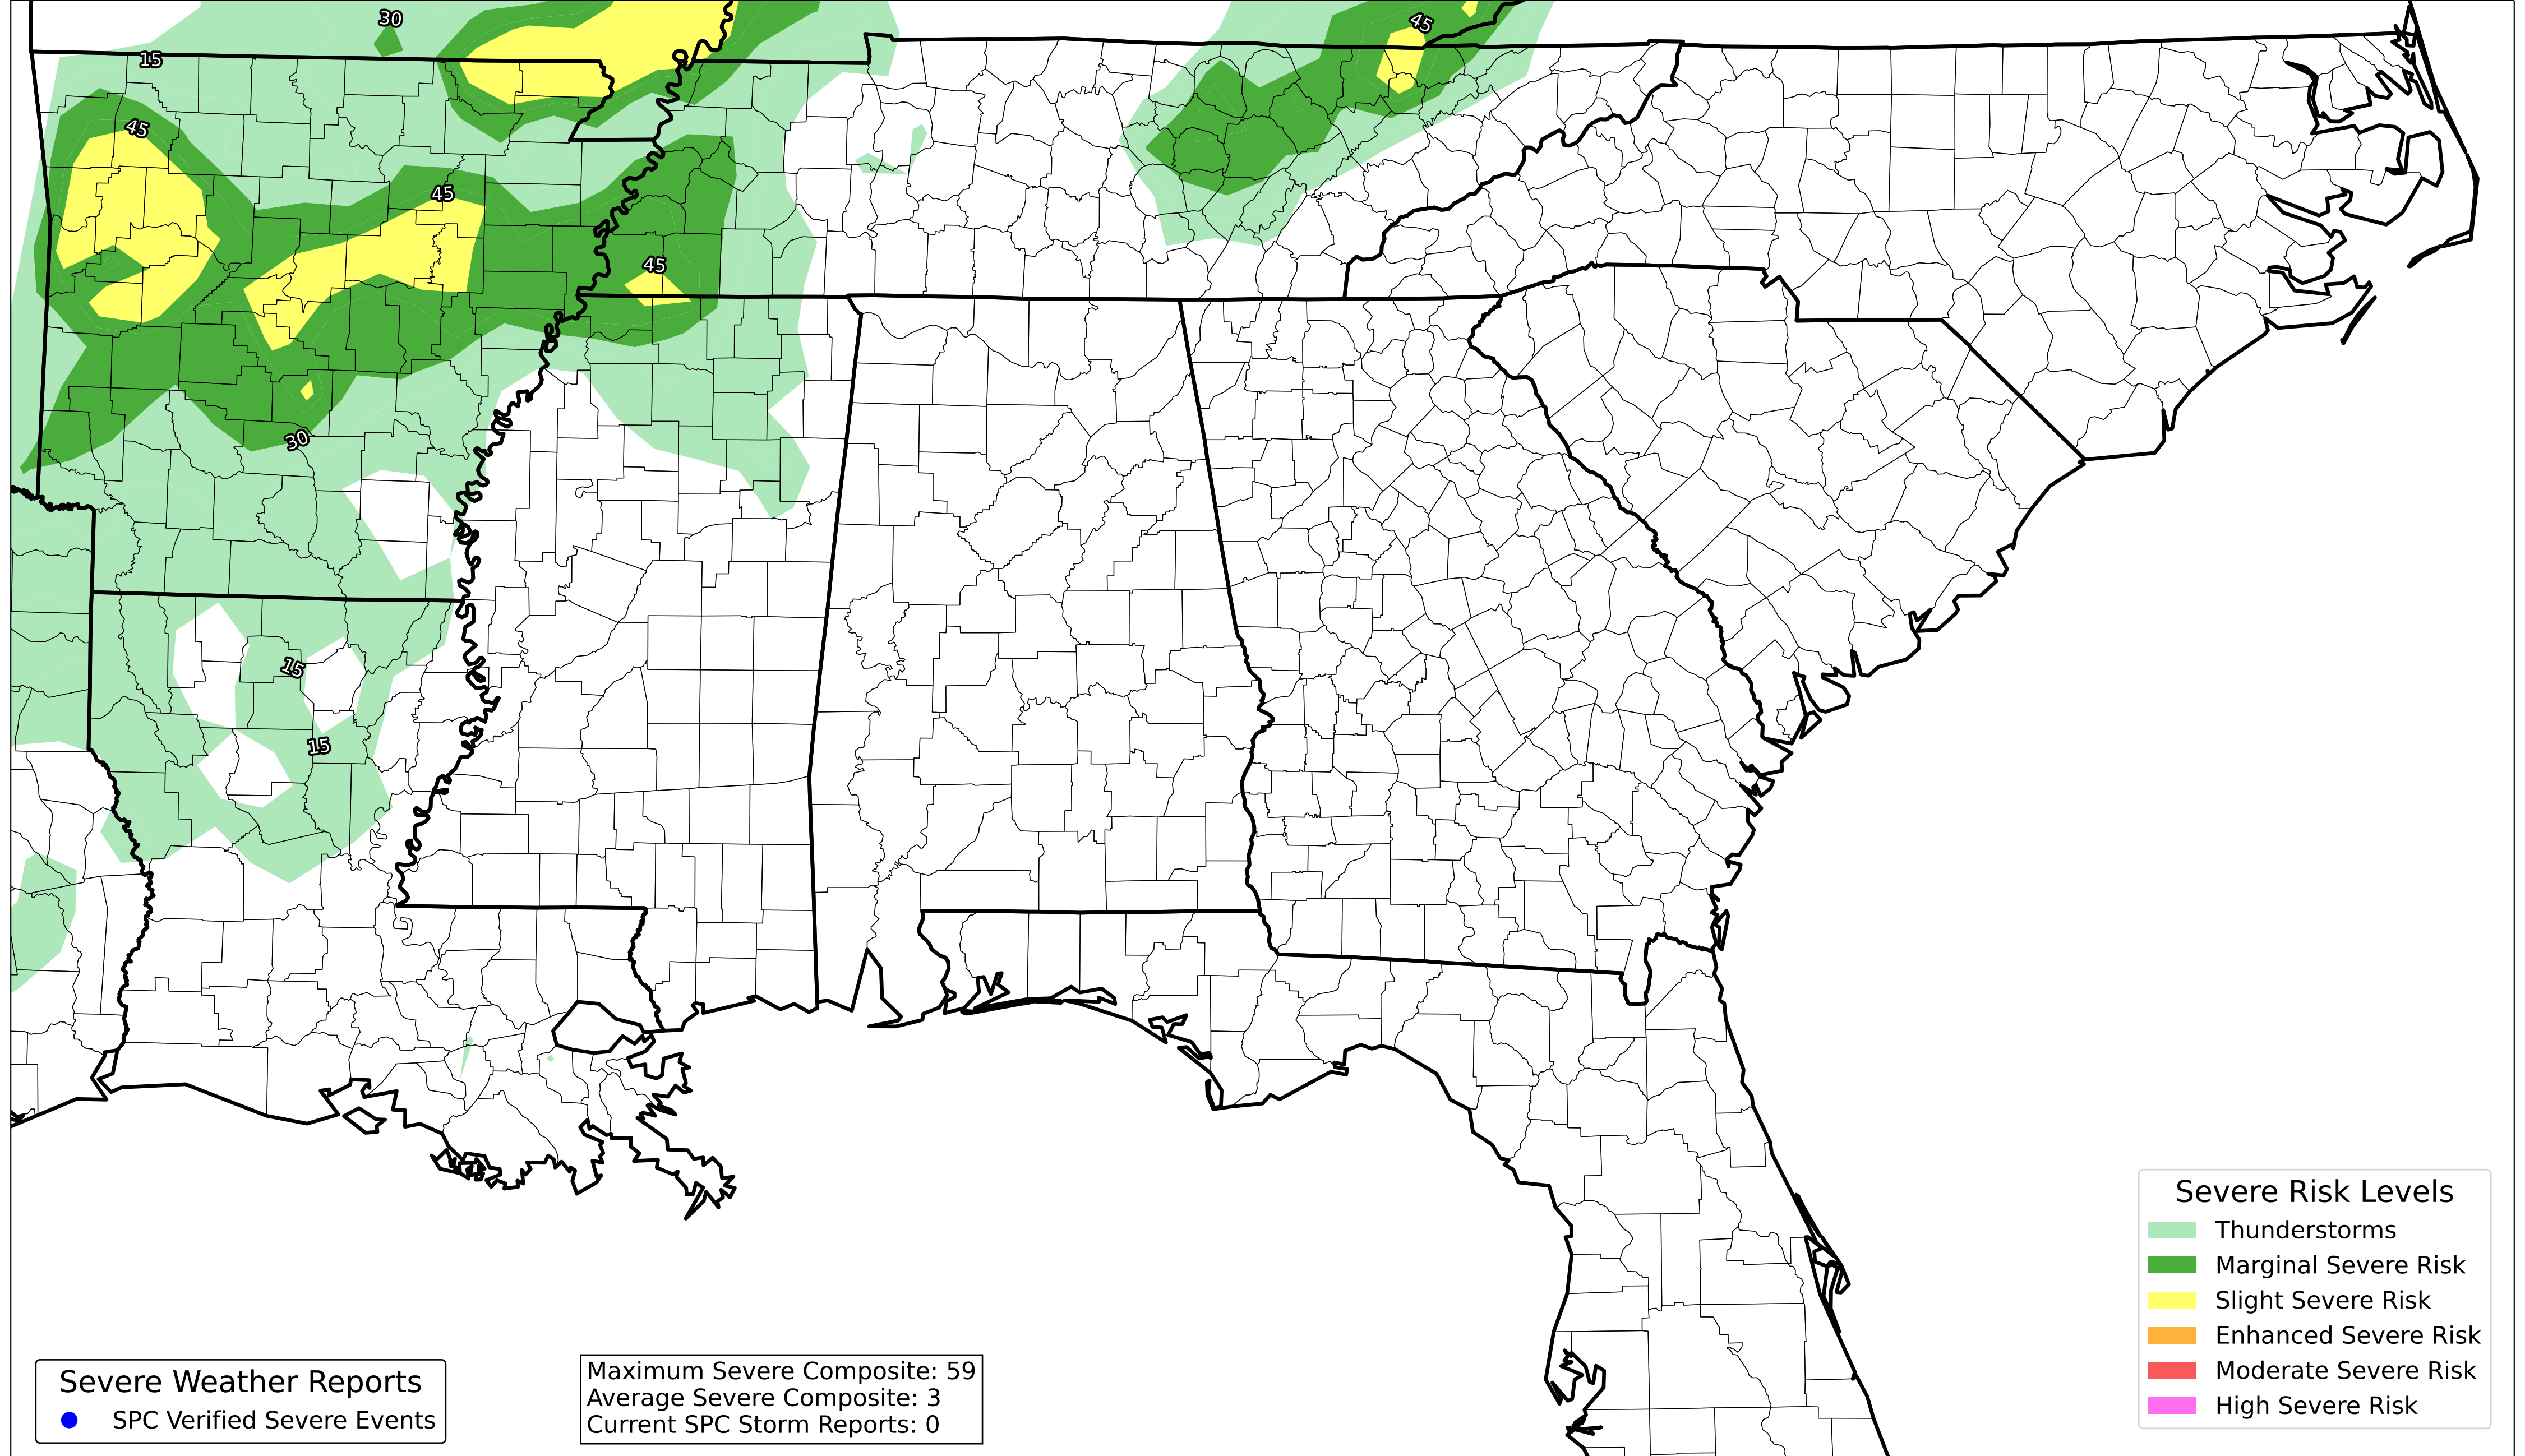 30
45
15
45
45
45
30
15
15
Severe Risk Levels
Thunderstorms
Marginal Severe Risk
Slight Severe Risk
Enhanced Severe Risk
Moderate Severe Risk
High Severe Risk
Severe Weather Reports
SPC Verified Severe Events
Maximum Severe Composite: 59
Average Severe Composite: 3
Current SPC Storm Reports: 0